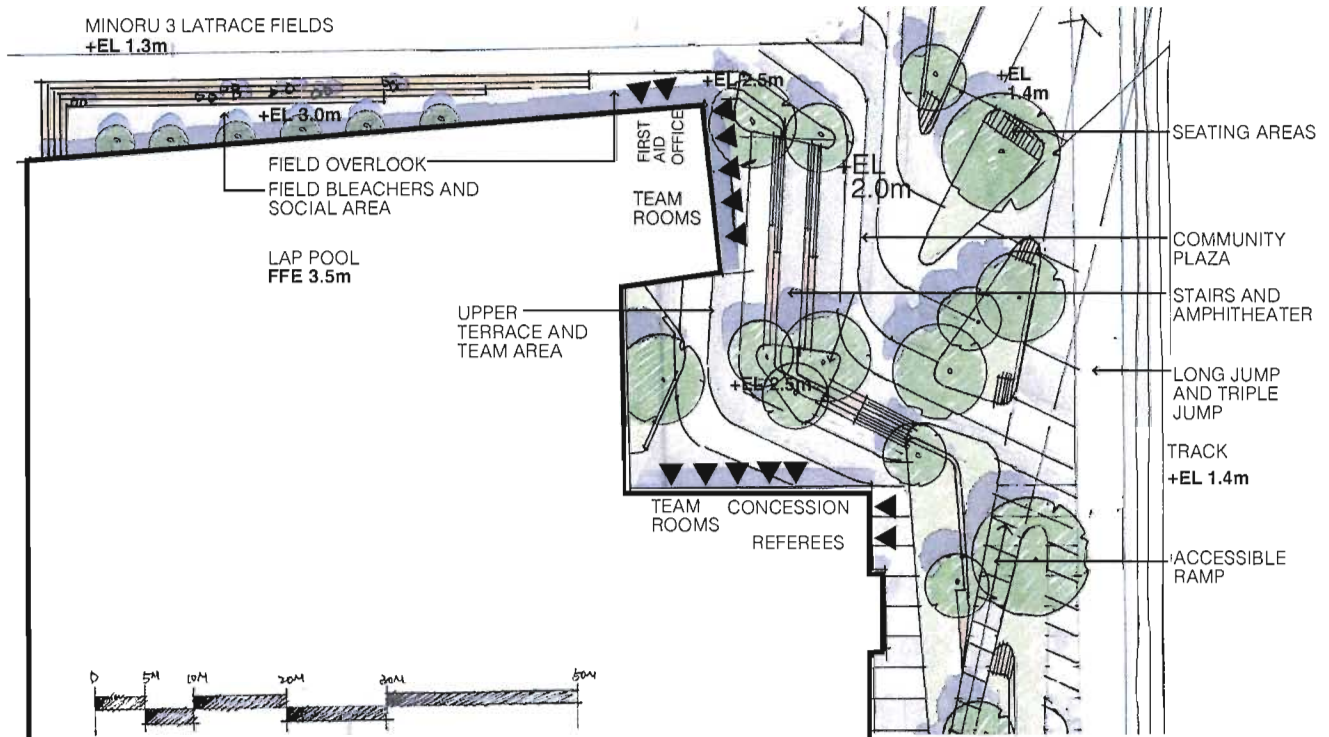 MINORU 3 LATRACE FIELDS
+EL 1.3m
+EL 3.0m
+EL 2.5m
+EL
1.4m
FIRST
AID
OFFICE
FIELD OVERLOOK
FIELD BLEACHERS AND
SOCIAL AREA
TEAM
ROOMS
+EL
2.0m
SEATING AREAS
COMMUNITY
PLAZA
LAP POOL
FFE 3.5m
STAIRS AND
AMPHITHEATER
UPPER
TERRACE AND
TEAM AREA
+EL 2.5m
LONG JUMP
AND TRIPLE
JUMP
TRACK
+EL 1.4m
TEAM
ROOMS
CONCESSION
REFEREES
ACCESSIBLE
RAMP
0 5M 10M 20M 30M 50M